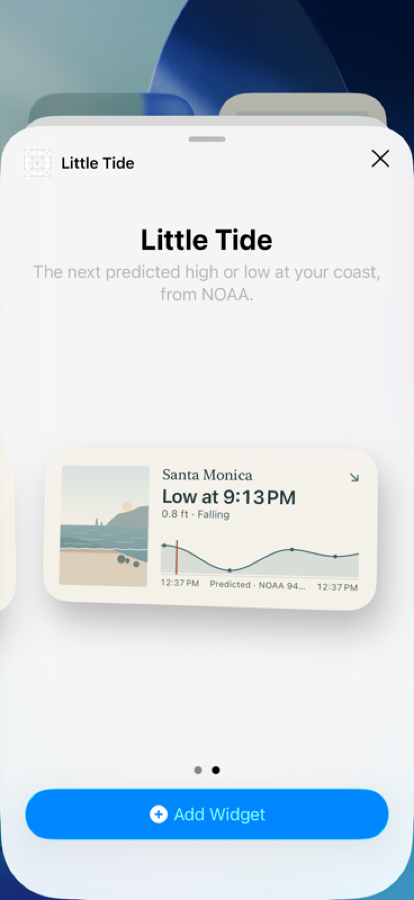 Little Tide
Little Tide
The next predicted high or low at your coast,
from NOAA.
Santa Monica
Low at 9:13 PM
0.8 ft · Falling
12:37 PM Predicted · NOAA 94... 12:37 PM
Add Widget